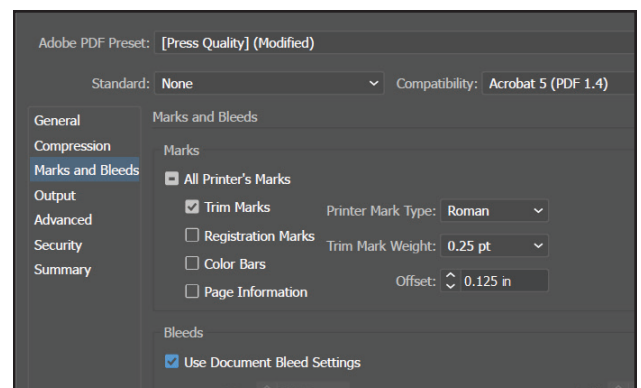 Adobe PDF Preset: [Press Quality] (Modified)
Standard: None Compatibility: Acrobat 5 (PDF 1.4)
General
Compression
Marks and Bleeds
Output
Advanced
Security
Summary
Marks and Bleeds
Marks
All Printer's Marks
Trim Marks
Registration Marks
Color Bars
Page Information
Printer Mark Type: Roman
Trim Mark Weight: 0.25 pt
Offset: 0.125 in
Bleeds
Use Document Bleed Settings